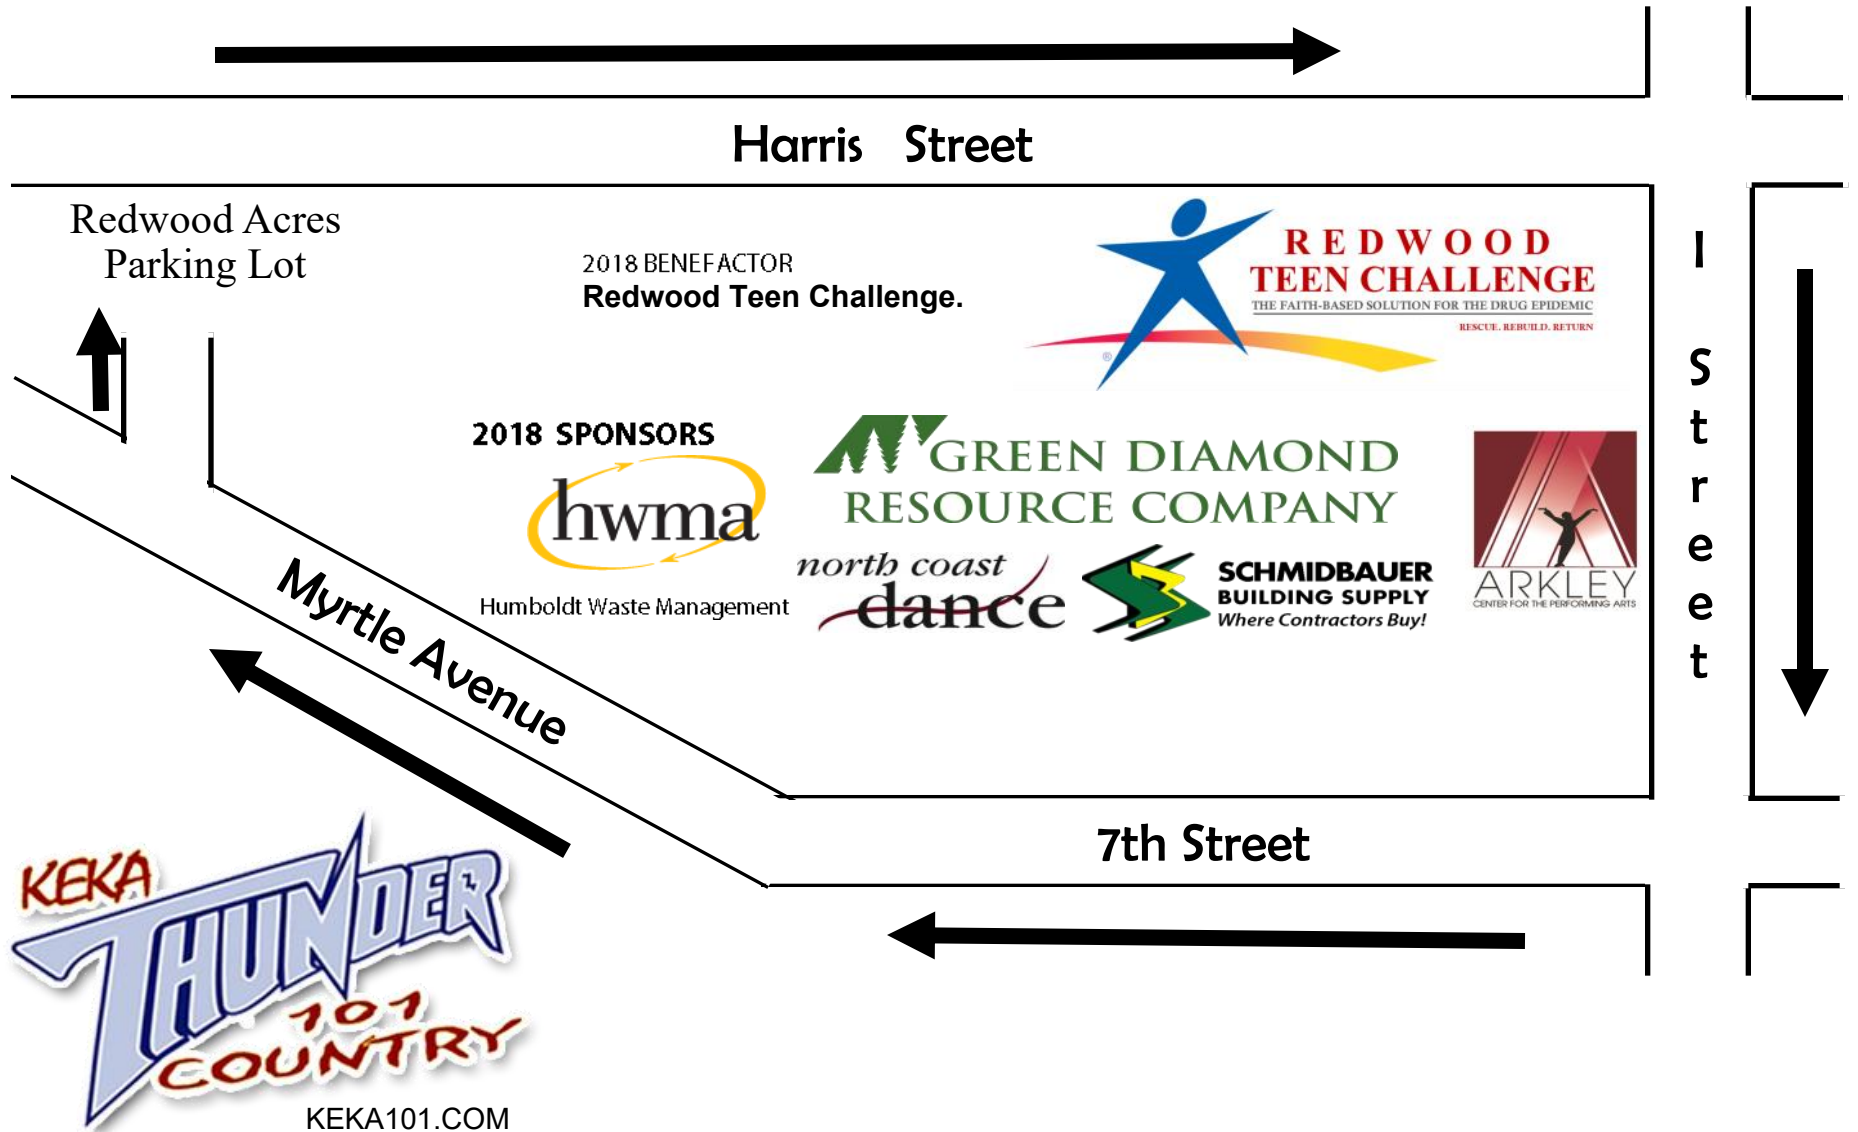 Harris Street
Redwood Acres
Parking Lot
2018 BENEFACTOR
Redwood Teen Challenge.
REDWOOD
TEEN CHALLENGE
THE FAITH-BASED SOLUTION FOR THE DRUG EPIDEMIC
RESCUE. REBUILD. RETURN
®
I Street
2018 SPONSORS
hwma
Humboldt Waste Management
GREEN DIAMOND
RESOURCE COMPANY
north coast
dance
SCHMIDBAUER
BUILDING SUPPLY
Where Contractors Buy!
ARKLEY
CENTER FOR THE PERFORMING ARTS
Myrtle Avenue
7th Street
KEKA
THUNDER
101
COUNTRY
KEKA101.COM